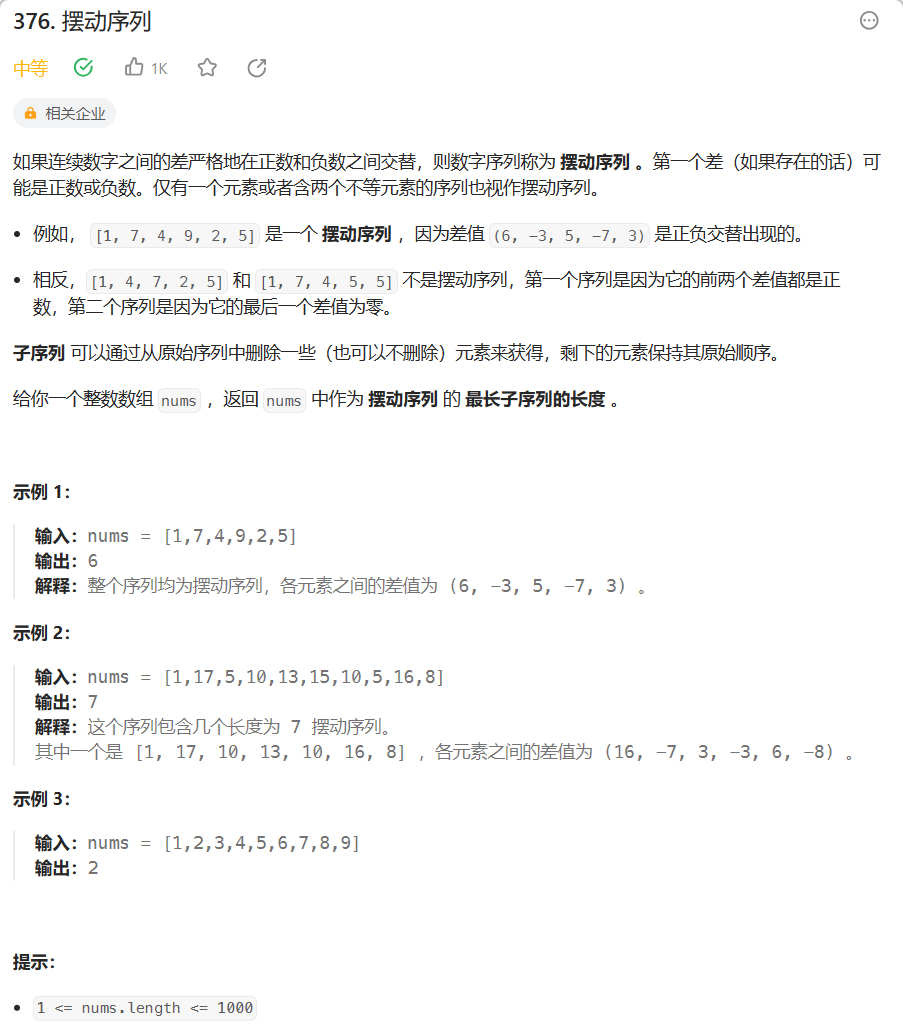 376. 摆动序列
中等 1K
相关企业
如果连续数字之间的差严格地在正数和负数之间交替，则数字序列称为 摆动序列 。第一个差（如果存在的话）可
能是正数或负数。仅有一个元素或者含两个不等元素的序列也视作摆动序列。
• 例如， [1, 7, 4, 9, 2, 5] 是一个 摆动序列 ，因为差值 (6, -3, 5, -7, 3) 是正负交替出现的。
• 相反，[1, 4, 7, 2, 5] 和 [1, 7, 4, 5, 5] 不是摆动序列，第一个序列是因为它的前两个差值都是正
数，第二个序列是因为它的最后一个差值为零。
子序列 可以通过从原始序列中删除一些（也可以不删除）元素来获得，剩下的元素保持其原始顺序。
给你一个整数数组 nums ，返回 nums 中作为 摆动序列 的 最长子序列的长度 。
示例 1：
输入：nums = [1,7,4,9,2,5]
输出：6
解释：整个序列均为摆动序列，各元素之间的差值为 (6, -3, 5, -7, 3) 。
示例 2：
输入：nums = [1,17,5,10,13,15,10,5,16,8]
输出：7
解释：这个序列包含几个长度为 7 摆动序列。
其中一个是 [1, 17, 10, 13, 10, 16, 8] ，各元素之间的差值为 (16, -7, 3, -3, 6, -8) 。
示例 3：
输入：nums = [1,2,3,4,5,6,7,8,9]
输出：2
提示：
• 1 <= nums.length <= 1000